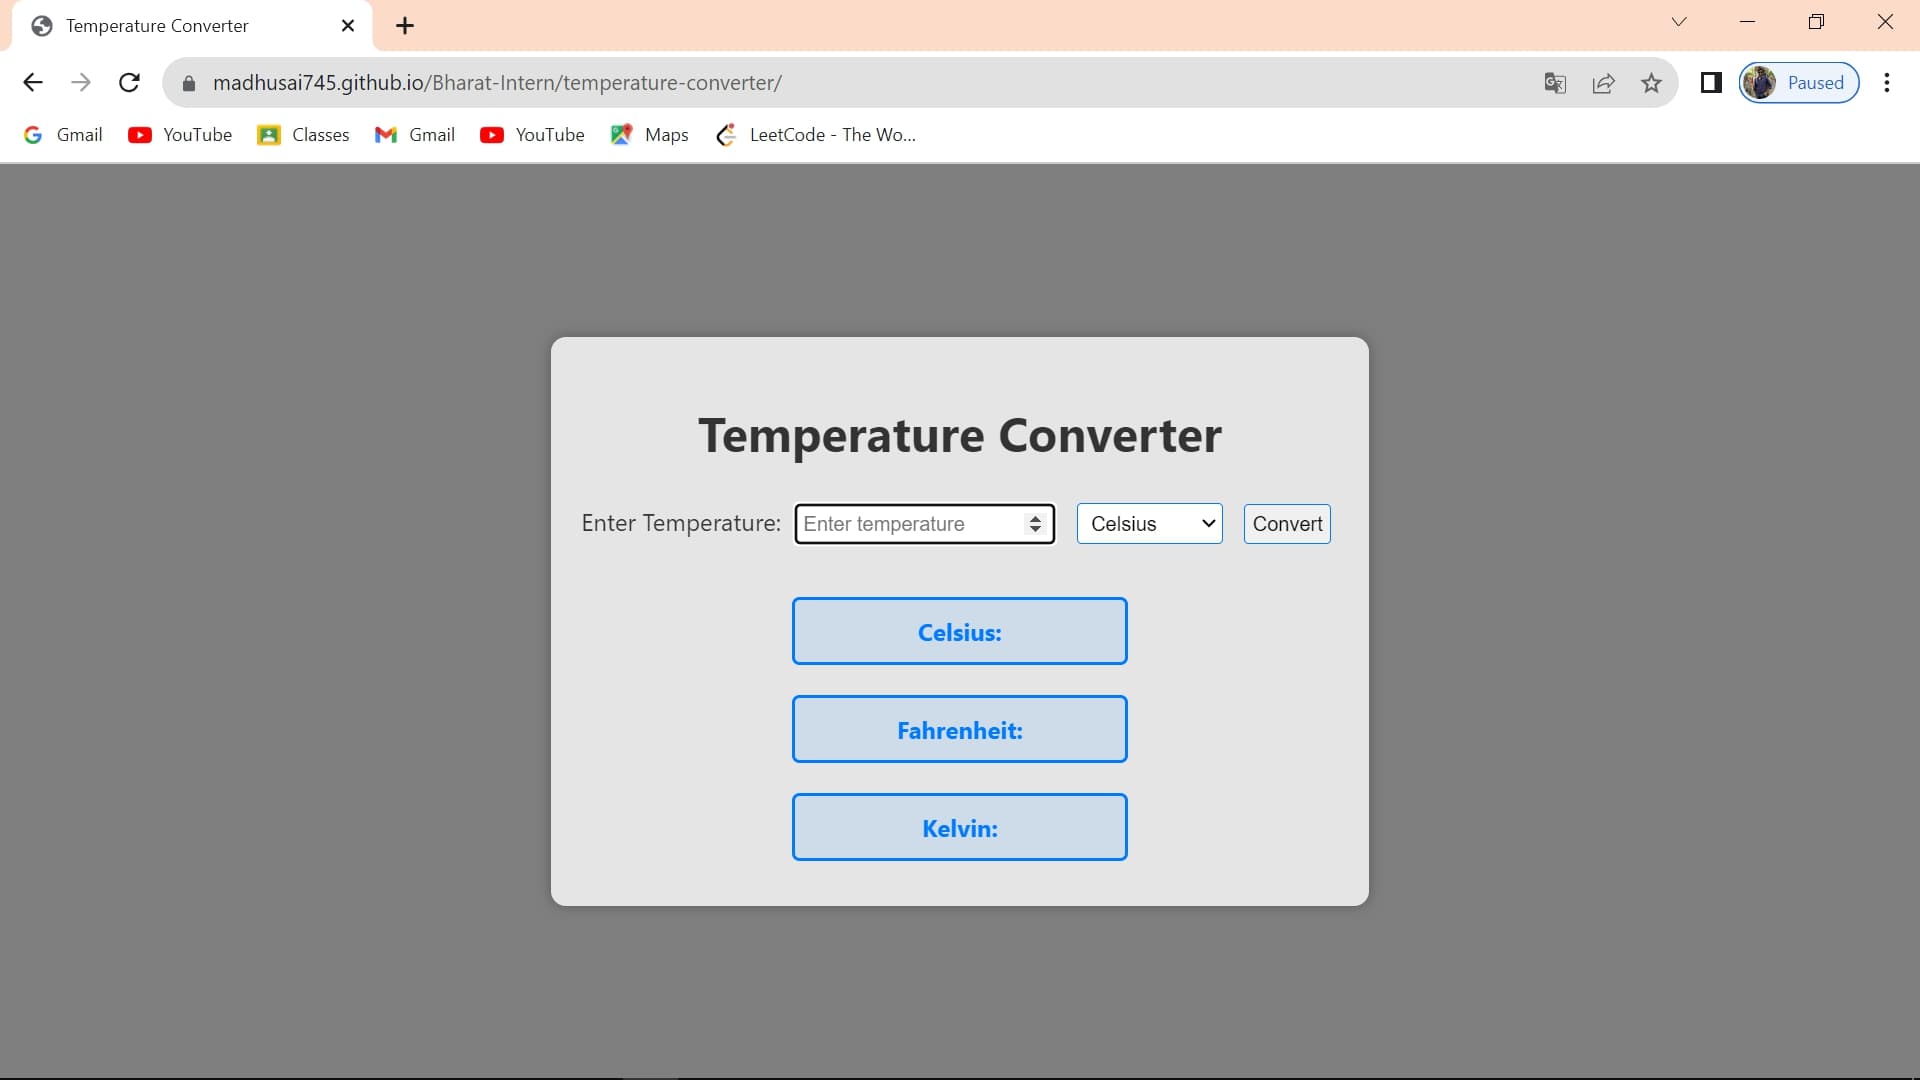 Temperature Converter
madhusai745.github.io/Bharat-Intern/temperature-converter/
Paused
Gmail YouTube Classes Gmail YouTube Maps LeetCode - The Wo...
Temperature Converter
Enter Temperature: Enter temperature Celsius Convert
Celsius:
Fahrenheit:
Kelvin: